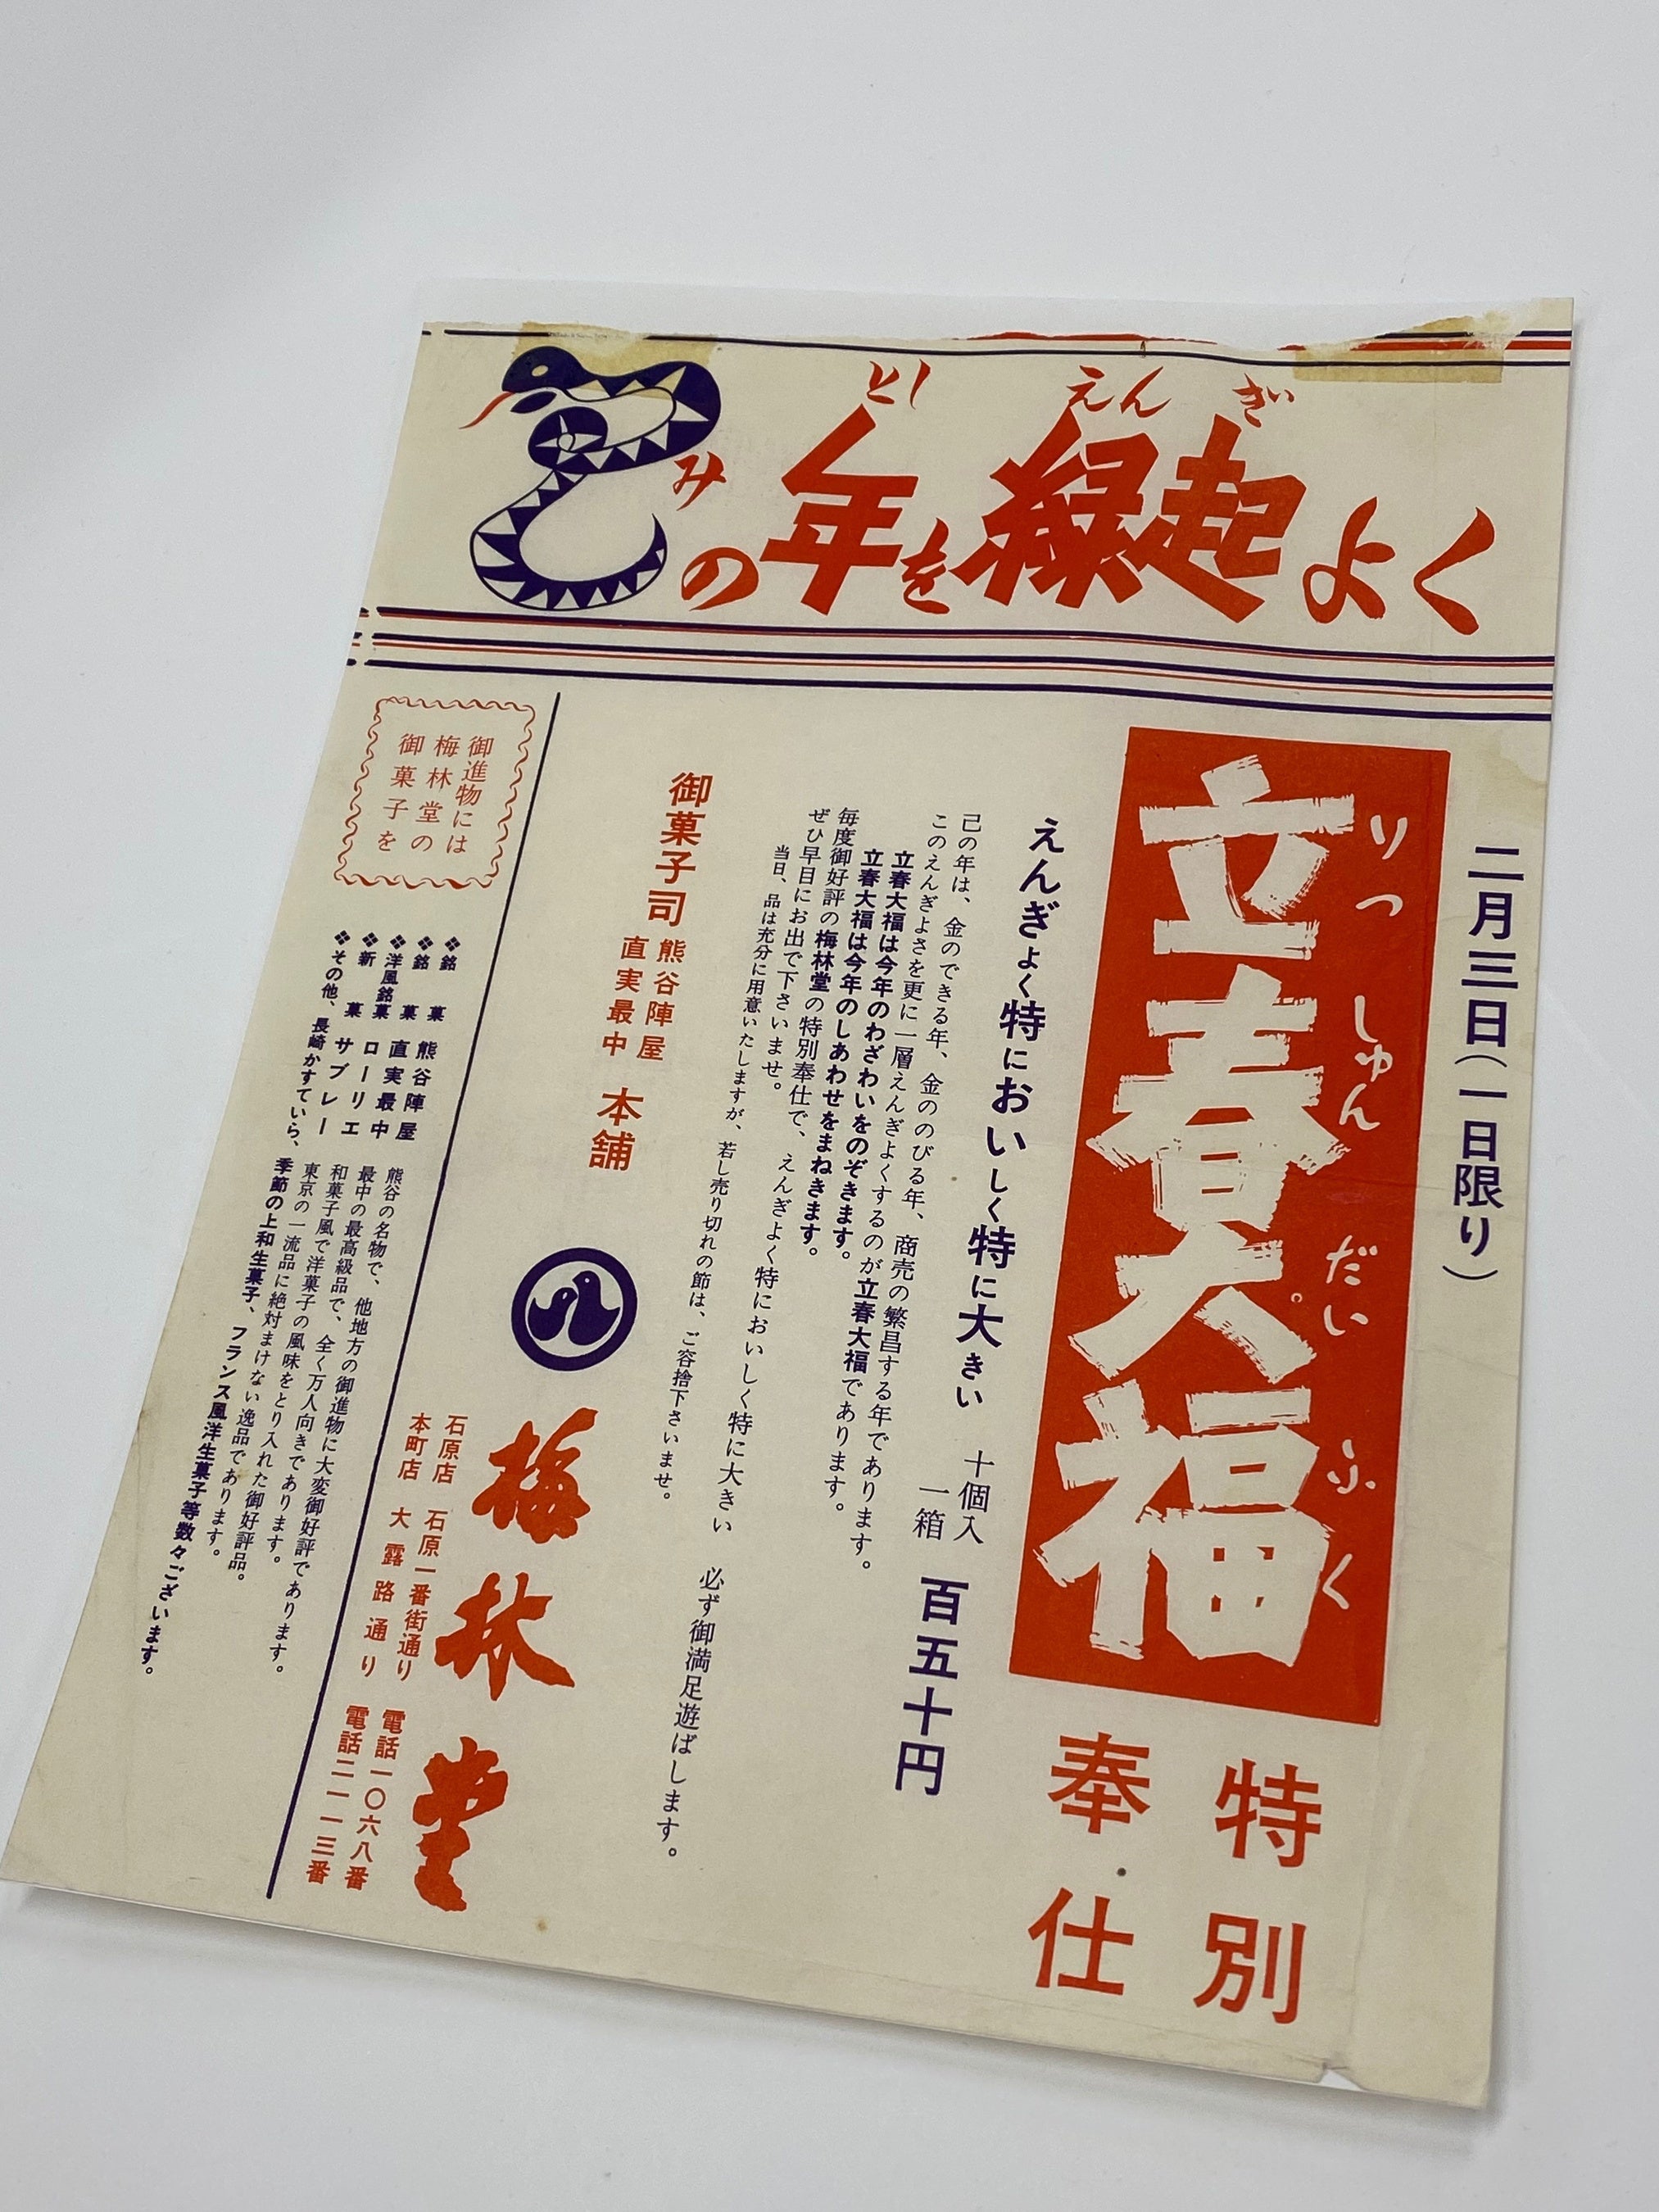 みの年を縁起よく
とし えんぎ
二月三日(一日限り)
立春大福
りつしゅんだいふく
特別
奉仕
えんぎよく特においしく特に大きい
十個入
一箱
百五十円
己の年は、金のできる年、金ののびる年、商売の繁昌する年であります。
このえんぎよさを更に一層えんぎよくするのが立春大福であります。
立春大福は今年のわざわいをのぞきます。
立春大福は今年のしあわせをまねきます。
毎度御好評の梅林堂の特別奉仕で、えんぎよく特においしく特に大きい 必ず御満足遊ばします。
ぜひ早目にお出で下さいませ。
当日、品は充分に用意いたしますが、若し売り切れの節は、ご容捨下さいませ。
御菓子司
熊谷陣屋
直実最中
本舗
八
梅林堂
石原店 石原一番街通り 電話一〇六八番
本町店 大露路通り 電話二一一三番
御進物には
梅林堂の
御菓子を
❖銘菓 熊谷陣屋 熊谷の名物で、他地方の御進物に大変御好評であります。
❖銘菓 直実最中 最中の最高級品で、全く万人向きであります。
❖洋風銘菓 ローリエ 和菓子風で洋菓子の風味をとり入れた御好評品。
❖新菓 サブレー 東京の一流品に絶対まけない逸品であります。
❖その他、長崎かすていら、季節の上和生菓子、フランス風洋生菓子等数々ございます。